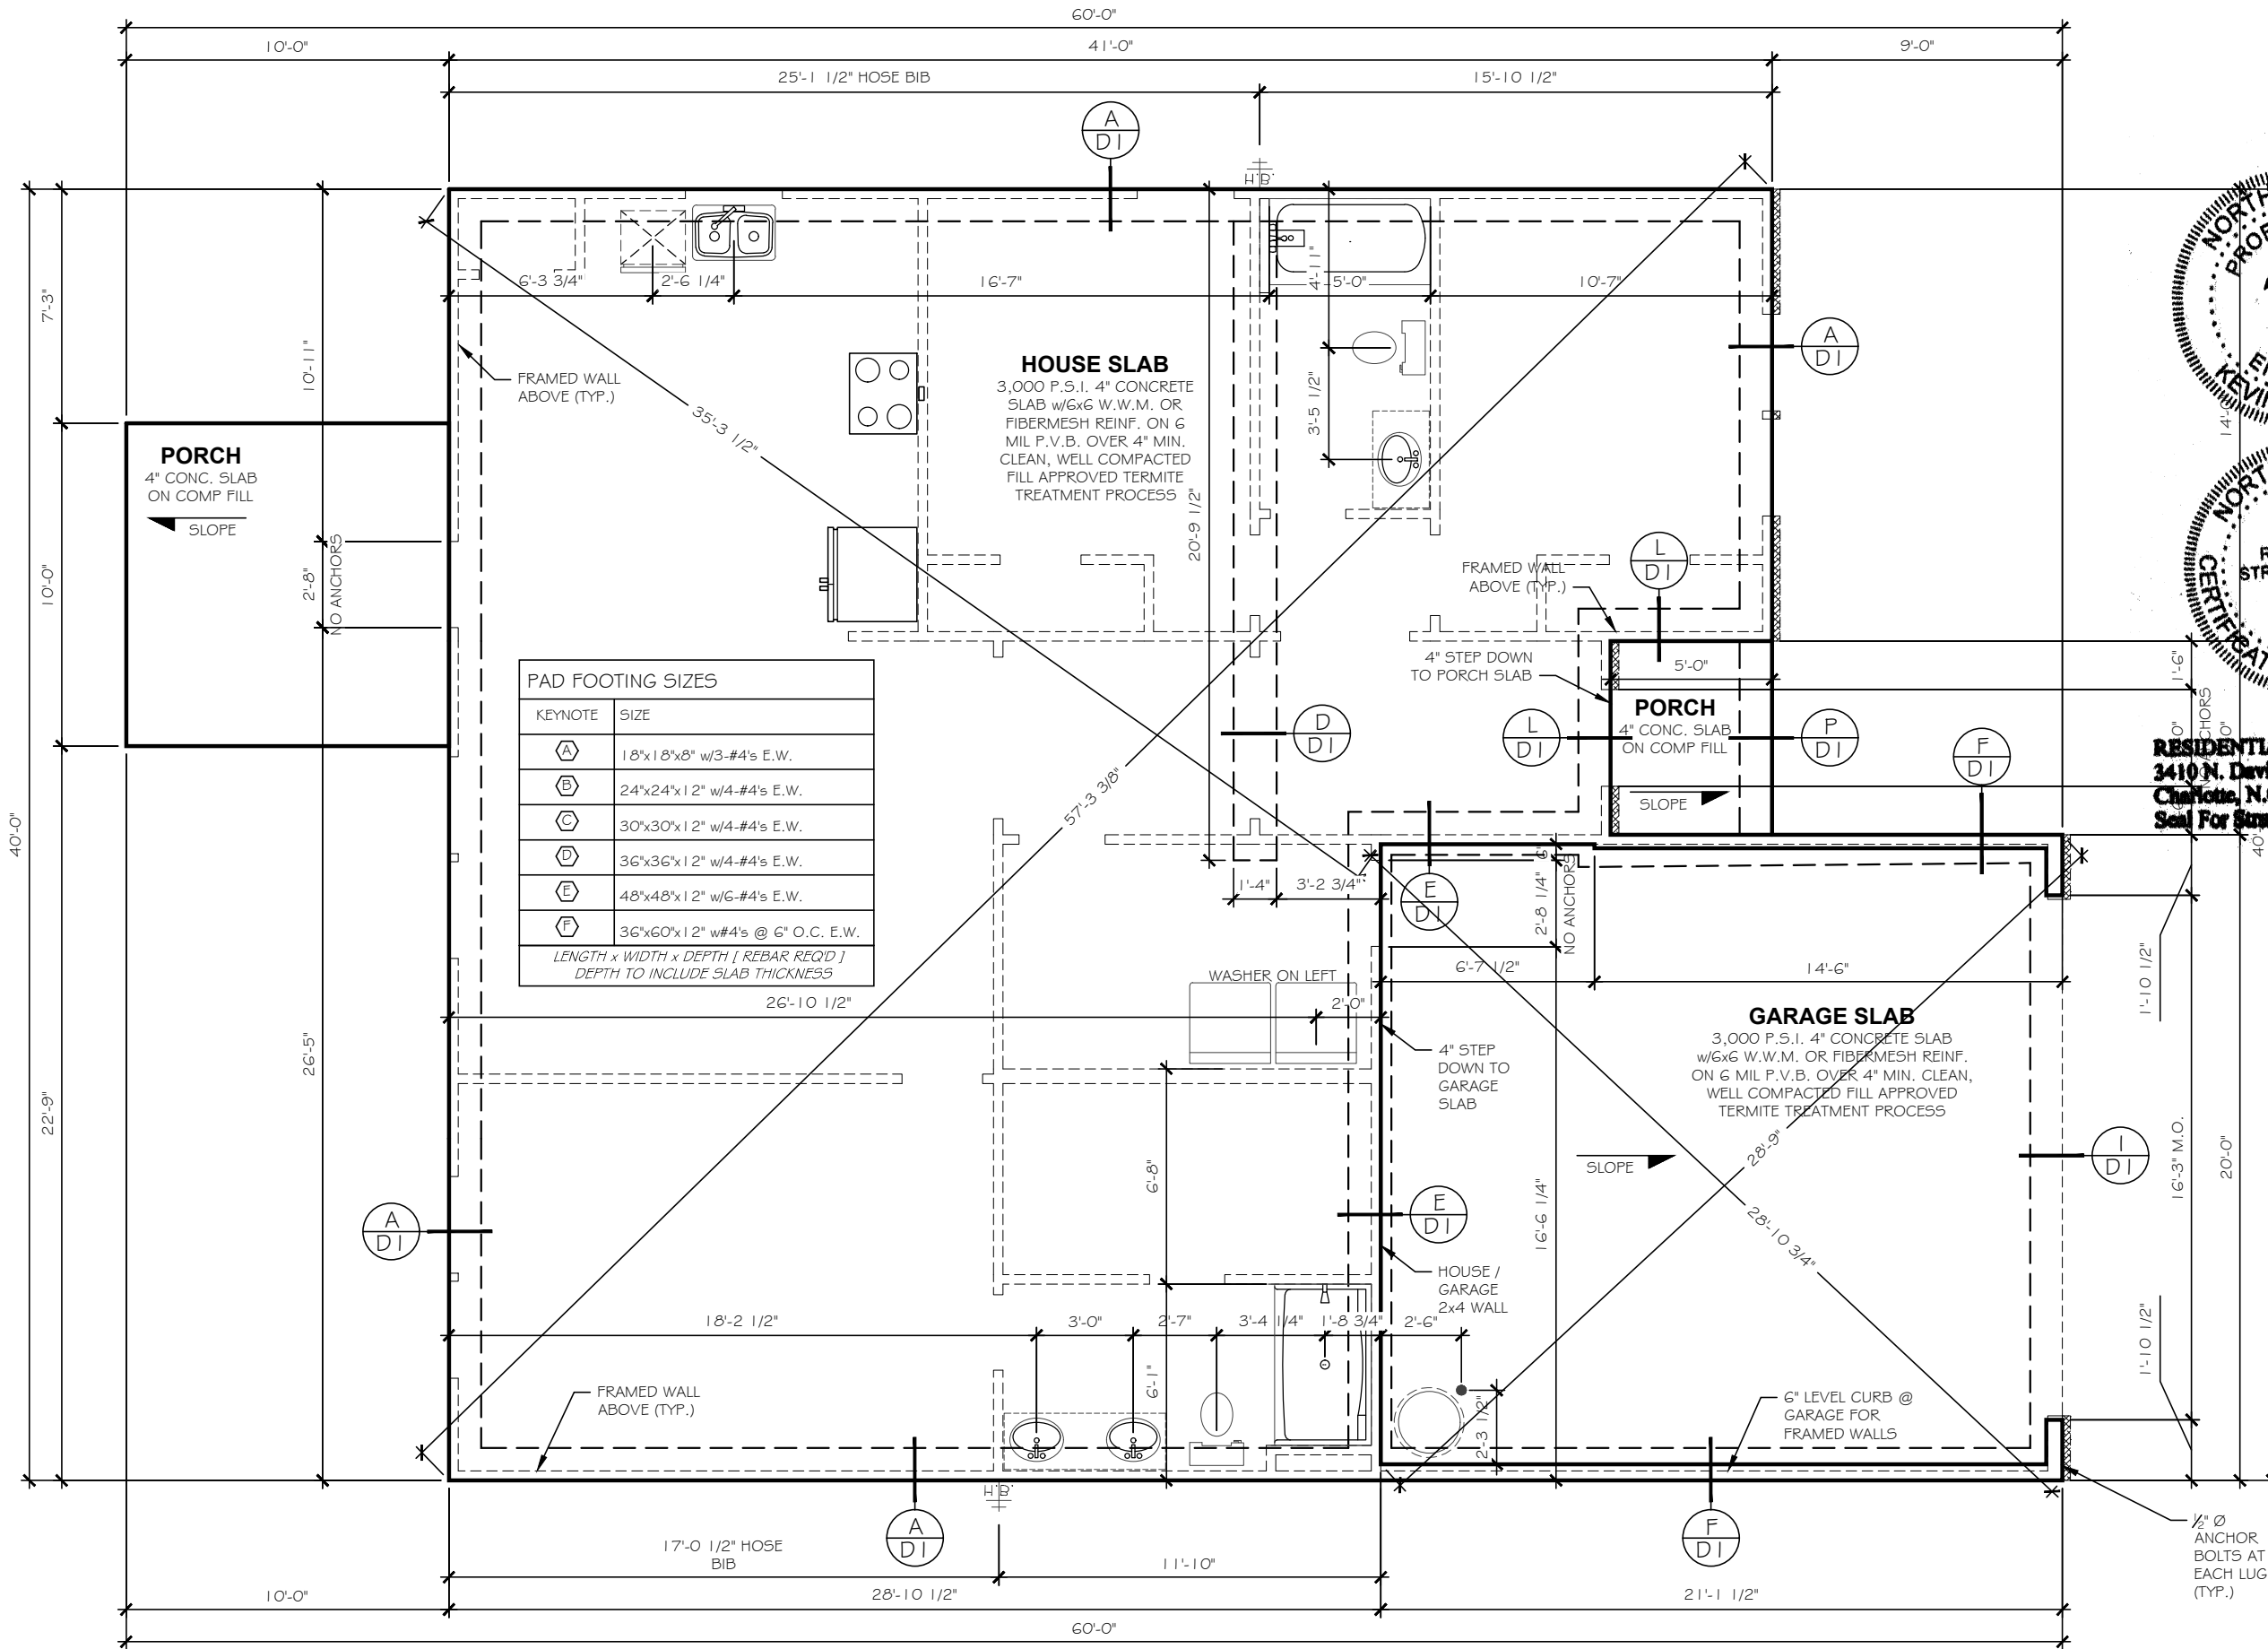 60'-0"
10'-0"
41'-0"
9'-0"
25'-1 1/2" HOSE BIB
15'-10 1/2"
A
D1
H.B.
7'-3"
10'-11"
6'-3 3/4"
2'-6 1/4"
16'-7"
4'-11"
5'-0"
10'-7"
A
D1
FRAMED WALL
ABOVE (TYP.)
35'-3 1/2"
HOUSE SLAB
3,000 P.S.I. 4" CONCRETE
SLAB w/6x6 W.W.M. OR
FIBERMESH REINF. ON 6
MIL P.V.B. OVER 4" MIN.
CLEAN, WELL COMPACTED
FILL APPROVED TERMITE
TREATMENT PROCESS
3'-5 1/2"
20'-9 1/2"
PORCH
4" CONC. SLAB
ON COMP FILL
SLOPE
10'-0"
2'-8"
NO ANCHORS
FRAMED WALL
ABOVE (TYP.)
L
D1
4" STEP DOWN
TO PORCH SLAB
5'-0"
PORCH
4" CONC. SLAB
ON COMP FILL
SLOPE
L
D1
P
D1
F
D1
D
D1
1'-6"
NO ANCHORS
PAD FOOTING SIZES
KEYNOTE SIZE
A 18"x18"x8" w/3-#4's E.W.
B 24"x24"x12" w/4-#4's E.W.
C 30"x30"x12" w/4-#4's E.W.
D 36"x36"x12" w/4-#4's E.W.
E 48"x48"x12" w/6-#4's E.W.
F 36"x60"x12" w#4's @ 6" O.C. E.W.
LENGTH x WIDTH x DEPTH [ REBAR REQ'D ]
DEPTH TO INCLUDE SLAB THICKNESS
57'-3 3/8"
40'-0"
22'-9"
26'-5"
1'-4"
3'-2 3/4"
E
D1
6"
2'-8 1/4"
NO ANCHORS
6'-7 1/2"
14'-6"
WASHER ON LEFT
26'-10 1/2"
2'-0"
4" STEP
DOWN TO
GARAGE
SLAB
GARAGE SLAB
3,000 P.S.I. 4" CONCRETE SLAB
w/6x6 W.W.M. OR FIBERMESH REINF.
ON 6 MIL P.V.B. OVER 4" MIN. CLEAN,
WELL COMPACTED FILL APPROVED
TERMITE TREATMENT PROCESS
1'-10 1/2"
28'-9"
28'-10 3/4"
SLOPE
I
D1
16'-3" M.O.
20'-0"
6'-8"
16'-6 1/4"
A
D1
E
D1
HOUSE /
GARAGE
2x4 WALL
18'-2 1/2"
3'-0"
2'-7"
3'-4 1/4"
1'-8 3/4"
2'-6"
6'-1"
2'-3 1/2"
1'-10 1/2"
FRAMED WALL
ABOVE (TYP.)
6" LEVEL CURB @
GARAGE FOR
FRAMED WALLS
H.B.
17'-0 1/2" HOSE
BIB
A
D1
11'-10"
F
D1
1/2" Ø
ANCHOR
BOLTS AT
EACH LUG
(TYP.)
10'-0"
28'-10 1/2"
21'-1 1/2"
60'-0"
3410 N.